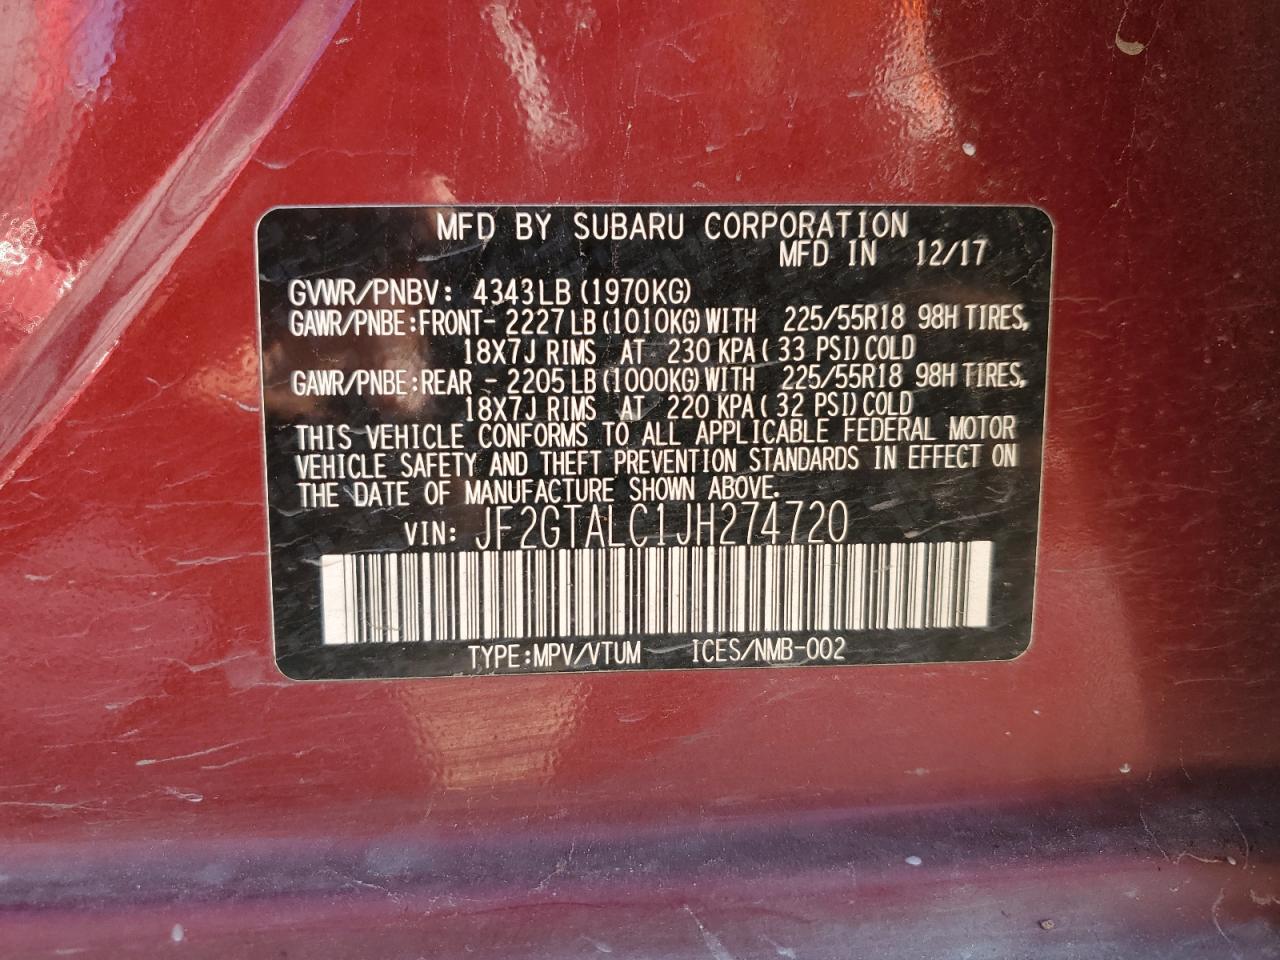 MFD BY SUBARU CORPORATION
MFD IN 12/17
GVWR/PNBV: 4343LB (1970KG)
GAWR/PNBE:FRONT- 2227 LB(1010KG)WITH 225/55R18 98H TIRES,
18X7J RIMS AT 230 KPA( 33 PSI)COLD
GAWR/PNBE:REAR - 2205 LB(1000KG)WITH 225/55R18 98H TIRES,
18X7J RIMS AT 220 KPA( 32 PSI)COLD
THIS VEHICLE CONFORMS TO ALL APPLICABLE FEDERAL MOTOR
VEHICLE SAFETY AND THEFT PREVENTION STANDARDS IN EFFECT ON
THE DATE OF MANUFACTURE SHOWN ABOVE.
VIN: JF2GTALC1JH274720
TYPE:MPV/VTUM ICES/NMB-002